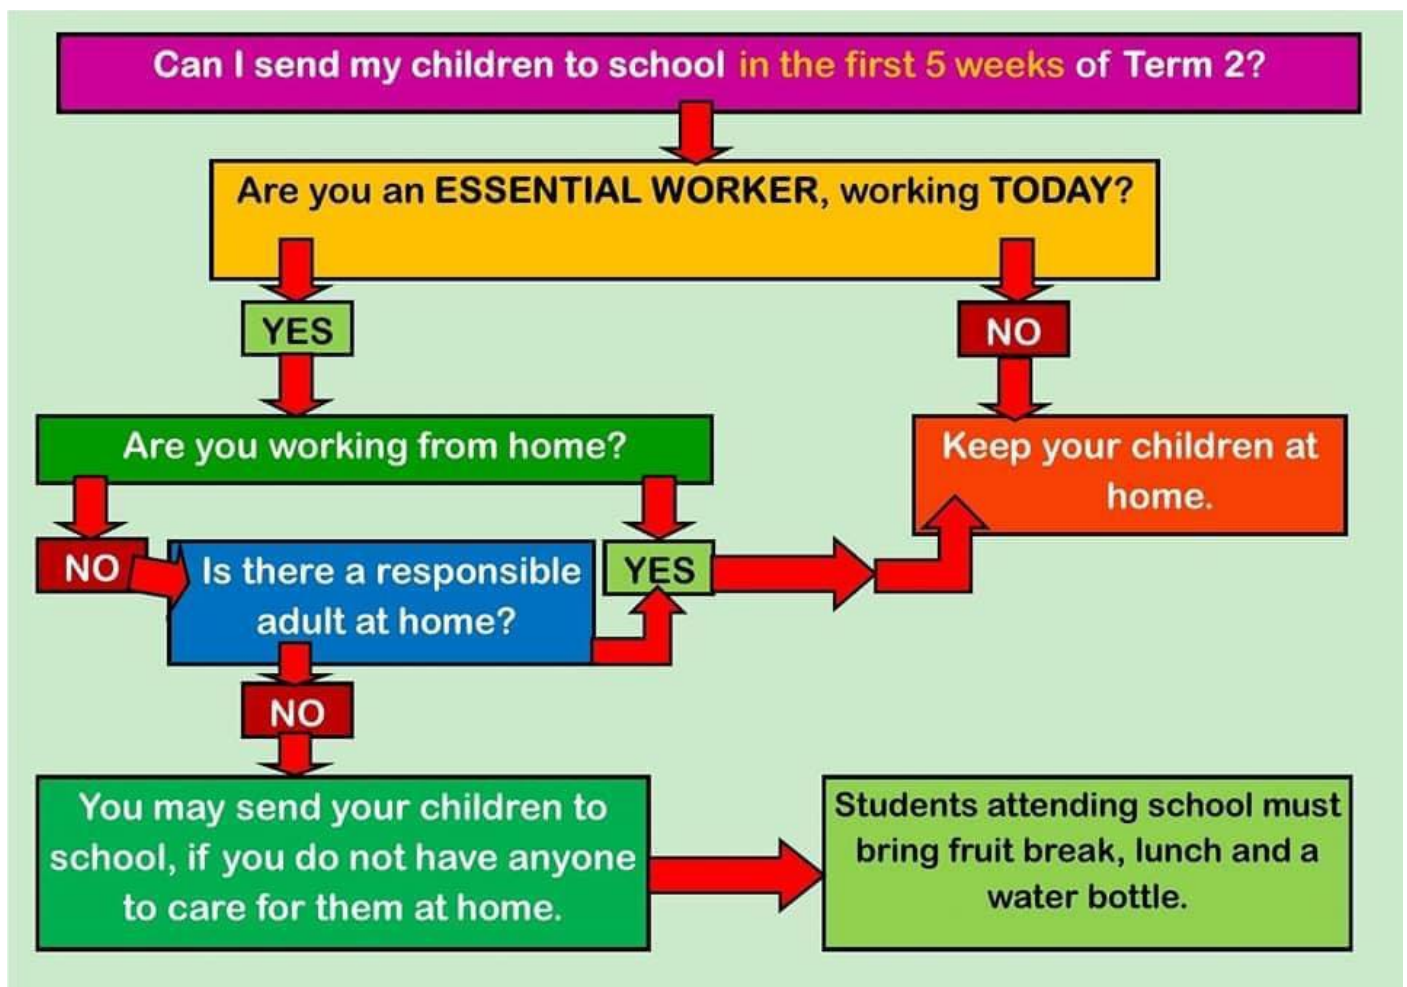 Can I send my children to school in the first 5 weeks of Term 2?
Are you an ESSENTIAL WORKER, working TODAY?
YES
NO
Are you working from home?
Keep your children at
home.
NO
Is there a responsible
adult at home?
YES
NO
You may send your children to
school, if you do not have anyone
to care for them at home.
Students attending school must
bring fruit break, lunch and a
water bottle.